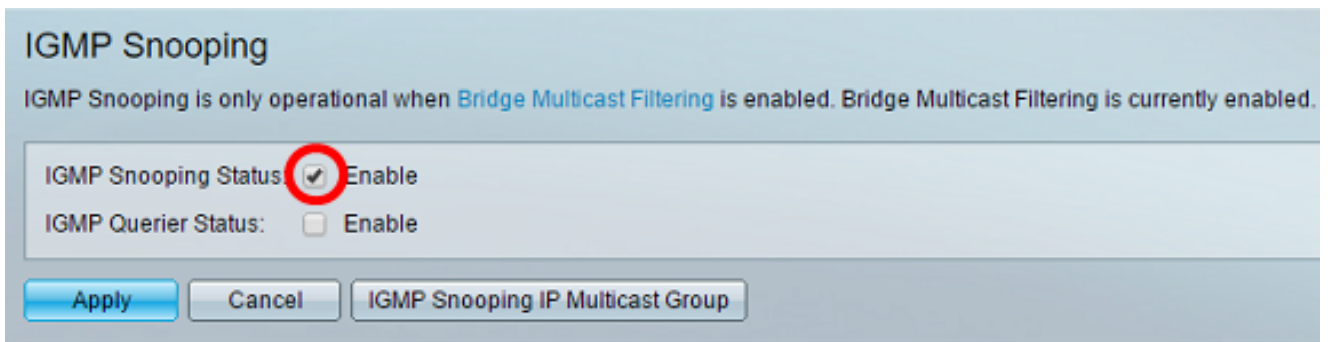 IGMP Snooping
IGMP Snooping is only operational when Bridge Multicast Filtering is enabled. Bridge Multicast Filtering is currently enabled.
IGMP Snooping Status: Enable
IGMP Querier Status: Enable
Apply Cancel IGMP Snooping IP Multicast Group